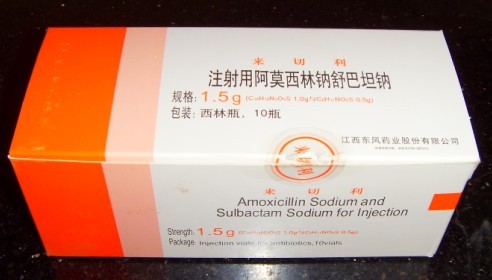 来切利
注射用阿莫西林钠舒巴坦钠
规格: 1.5g
包装: 西林瓶, 10瓶
江西东风药业股份有限公司
来切利
来切利
Amoxicillin Sodium and
Sulbactam Sodium for Injection
Strength: 1.5g
Package: Injection vials for antibiotics, 10vials